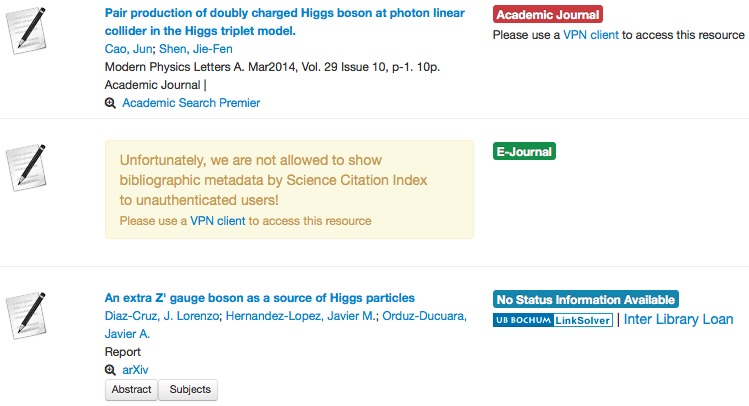 Pair production of doubly charged Higgs boson at photon linear
collider in the Higgs triplet model.
Cao, Jun; Shen, Jie-Fen
Modern Physics Letters A. Mar2014, Vol. 29 Issue 10, p-1. 10p.
Academic Journal |
Academic Search Premier
Academic Journal
Please use a VPN client to access this resource
Unfortunately, we are not allowed to show
bibliographic metadata by Science Citation Index
to unauthenticated users!
Please use a VPN client to access this resource
E-Journal
An extra Z' gauge boson as a source of Higgs particles
Diaz-Cruz, J. Lorenzo; Hernandez-Lopez, Javier M.; Orduz-Ducuara,
Javier A.
Report
arXiv
Abstract Subjects
No Status Information Available
UB BOCHUM LinkSolver | Inter Library Loan